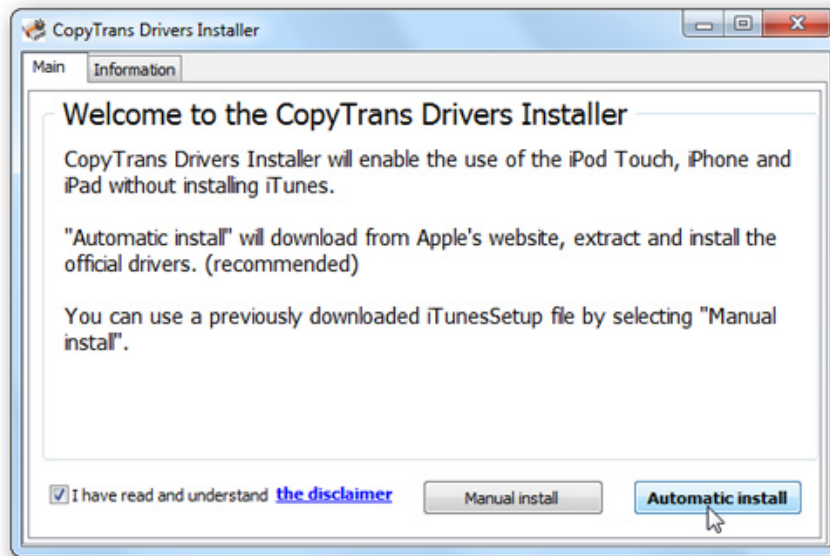 CopyTrans Drivers Installer
Main
Information
Welcome to the CopyTrans Drivers Installer
CopyTrans Drivers Installer will enable the use of the iPod Touch, iPhone and
iPad without installing iTunes.
"Automatic install" will download from Apple's website, extract and install the
official drivers. (recommended)
You can use a previously downloaded iTunesSetup file by selecting "Manual
install".
I have read and understand the disclaimer
Manual install
Automatic install